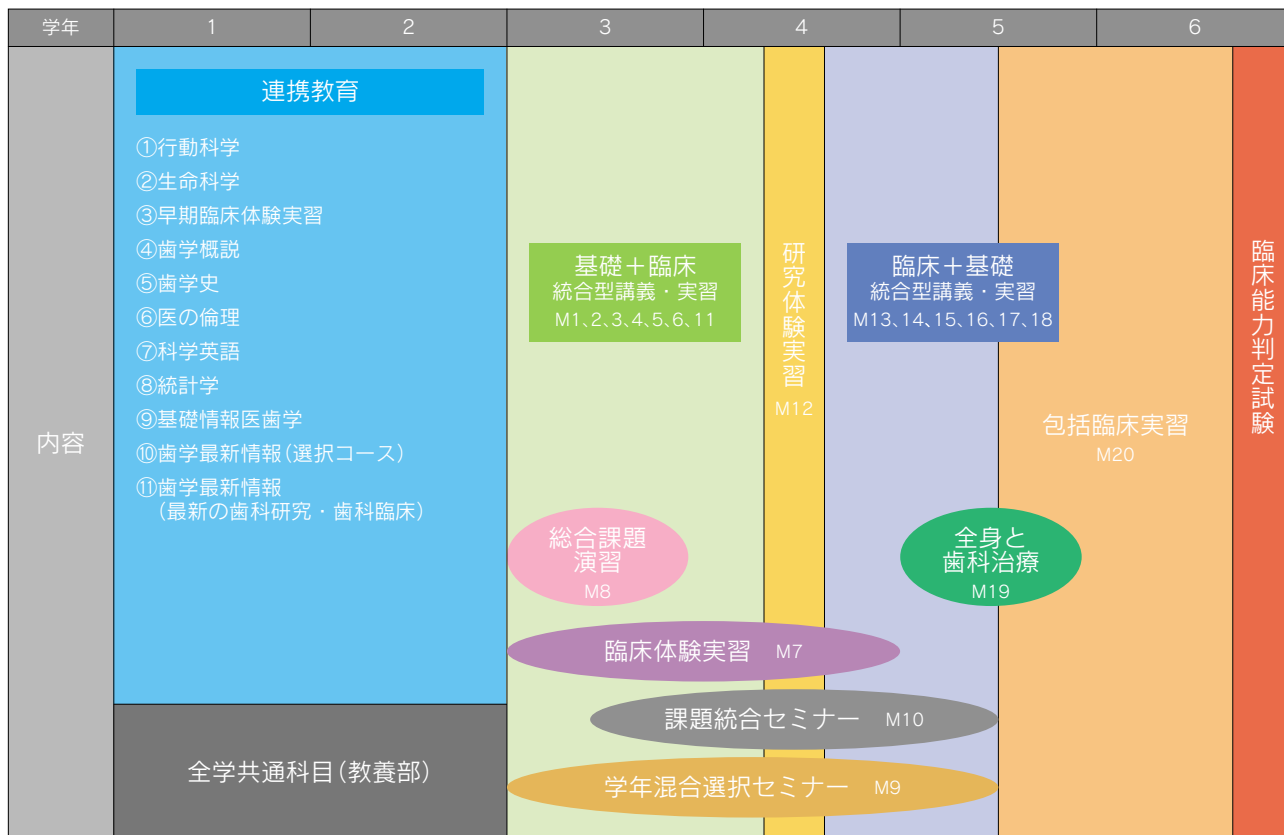 学年
1
2
3
4
5
6
内容
連携教育
①行動科学
②生命科学
③早期臨床体験実習
④歯学概説
⑤歯学史
⑥医の倫理
⑦科学英語
⑧統計学
⑨基礎情報医歯学
⑩歯学最新情報(選択コース)
⑪歯学最新情報
(最新の歯科研究・歯科臨床)
全学共通科目(教養部)
基礎+臨床
統合型講義・実習
M1、2、3、4、5、6、11
研究体験実習
M12
臨床+基礎
統合型講義・実習
M13、14、15、16、17、18
包括臨床実習
M20
臨床能力判定試験
総合課題
演習
M8
全身と
歯科治療
M19
臨床体験実習 M7
課題統合セミナー M10
学年混合選択セミナー M9